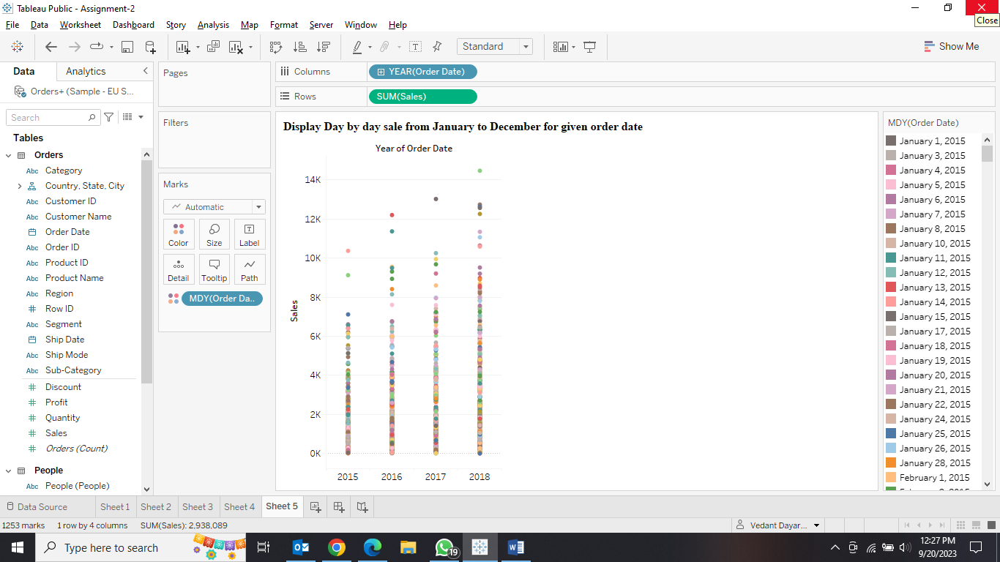 Tableau Public - Assignment-2
Close
File Data Worksheet Dashboard Story Analysis Map Format Server Window Help
Standard
Show Me
Data Analytics
Orders+ (Sample - EU S...
Search
Tables
Orders
Abc Category
Country, State, City
Abc Customer ID
Abc Customer Name
Order Date
Abc Order ID
Abc Product ID
Abc Product Name
Abc Region
Row ID
Abc Segment
Ship Date
Abc Ship Mode
Abc Sub-Category
Discount
Profit
Quantity
Sales
Orders (Count)
People
Abc People (People)
Pages
Filters
Marks
Automatic
Color Size Label
Detail Tooltip Path
MDY(Order Da..
Columns YEAR(Order Date)
Rows SUM(Sales)
Display Day by day sale from January to December for given order date
Year of Order Date
14K
12K
10K
8K
6K
4K
2K
0K
Sales
2015 2016 2017 2018
MDY(Order Date)
January 1, 2015
January 3, 2015
January 4, 2015
January 5, 2015
January 6, 2015
January 7, 2015
January 8, 2015
January 10, 2015
January 11, 2015
January 12, 2015
January 13, 2015
January 14, 2015
January 15, 2015
January 17, 2015
January 18, 2015
January 19, 2015
January 20, 2015
January 21, 2015
January 22, 2015
January 24, 2015
January 25, 2015
January 26, 2015
January 28, 2015
February 1, 2015
Data Source Sheet 1 Sheet 2 Sheet 3 Sheet 4 Sheet 5
1253 marks 1 row by 4 columns SUM(Sales): 2,938,089
Vedant Dayar...
Type here to search
19
12:27 PM
9/20/2023